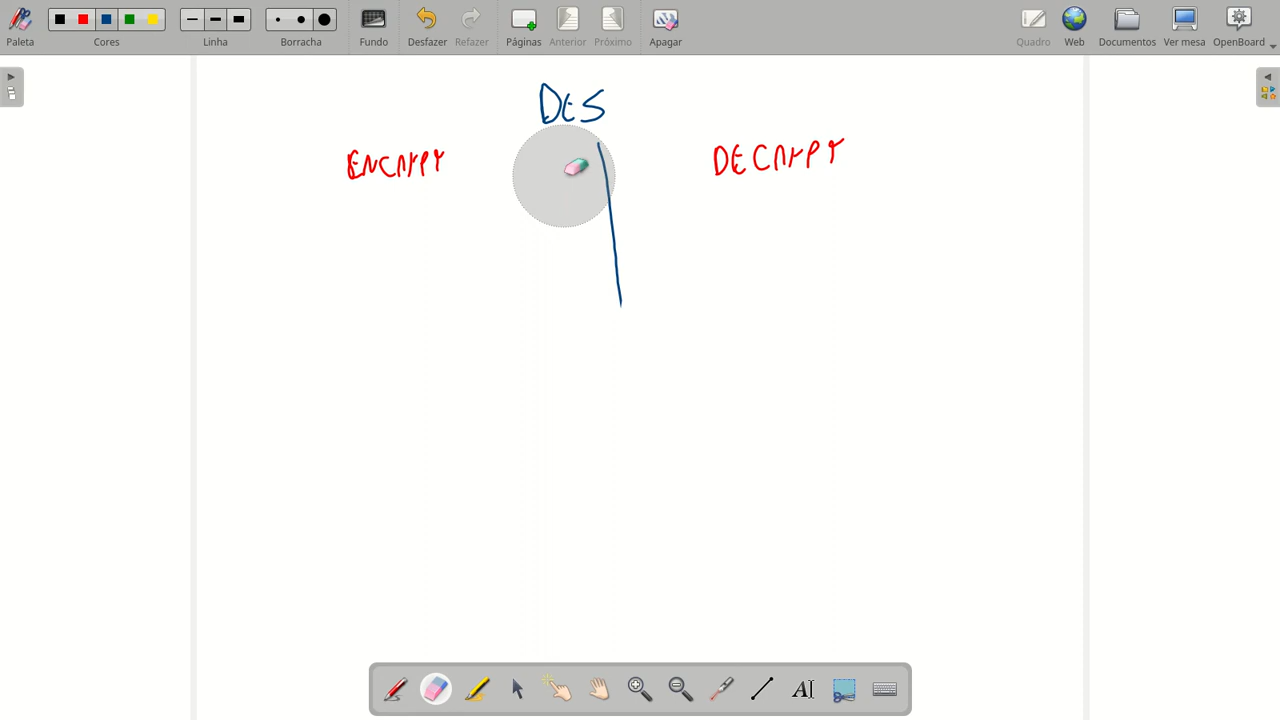 Paleta Cores Linha Borracha Fundo Desfazer Refazer Páginas Anterior Próximo Apagar Quadro Web Documentos Ver mesa OpenBoard
DES
ENCRYPT DECRYPT
AI